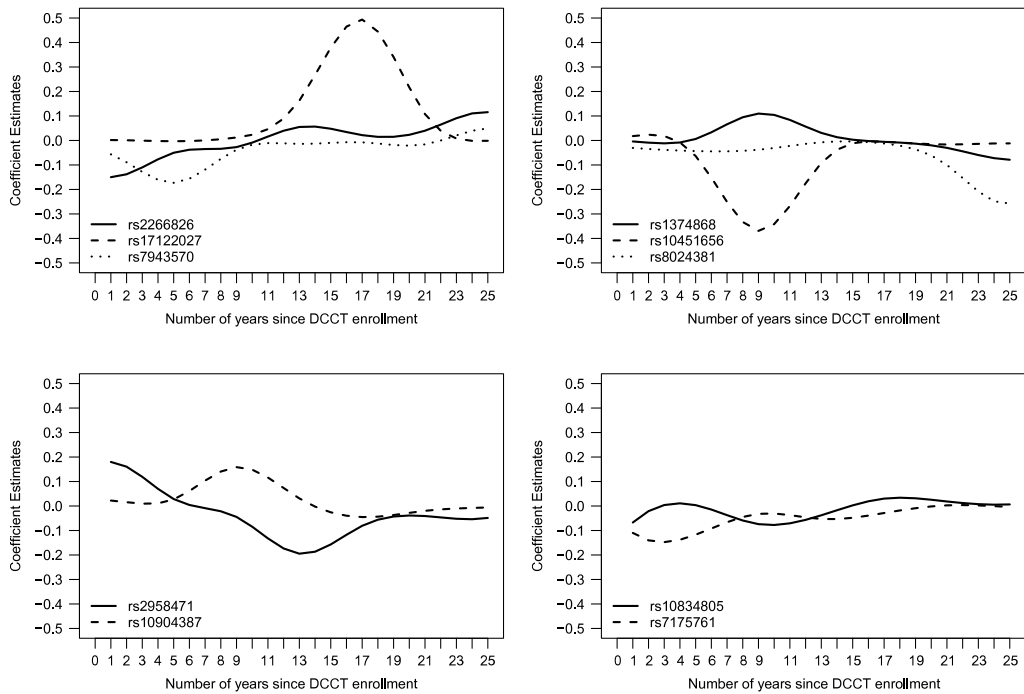 0.5
0.4
0.3
0.2
0.1
0.0
−0.1
−0.2
−0.3
−0.4
−0.5
Coefficient Estimates
rs2266826
rs17122027
rs7943570
0 1 2 3 4 5 6 7 8 9 11 13 15 17 19 21 23 25
Number of years since DCCT enrollment
0.5
0.4
0.3
0.2
0.1
0.0
−0.1
−0.2
−0.3
−0.4
−0.5
Coefficient Estimates
rs1374868
rs10451656
rs8024381
0 1 2 3 4 5 6 7 8 9 11 13 15 17 19 21 23 25
Number of years since DCCT enrollment
0.5
0.4
0.3
0.2
0.1
0.0
−0.1
−0.2
−0.3
−0.4
−0.5
Coefficient Estimates
rs2958471
rs10904387
0 1 2 3 4 5 6 7 8 9 11 13 15 17 19 21 23 25
Number of years since DCCT enrollment
0.5
0.4
0.3
0.2
0.1
0.0
−0.1
−0.2
−0.3
−0.4
−0.5
Coefficient Estimates
rs10834805
rs7175761
0 1 2 3 4 5 6 7 8 9 11 13 15 17 19 21 23 25
Number of years since DCCT enrollment